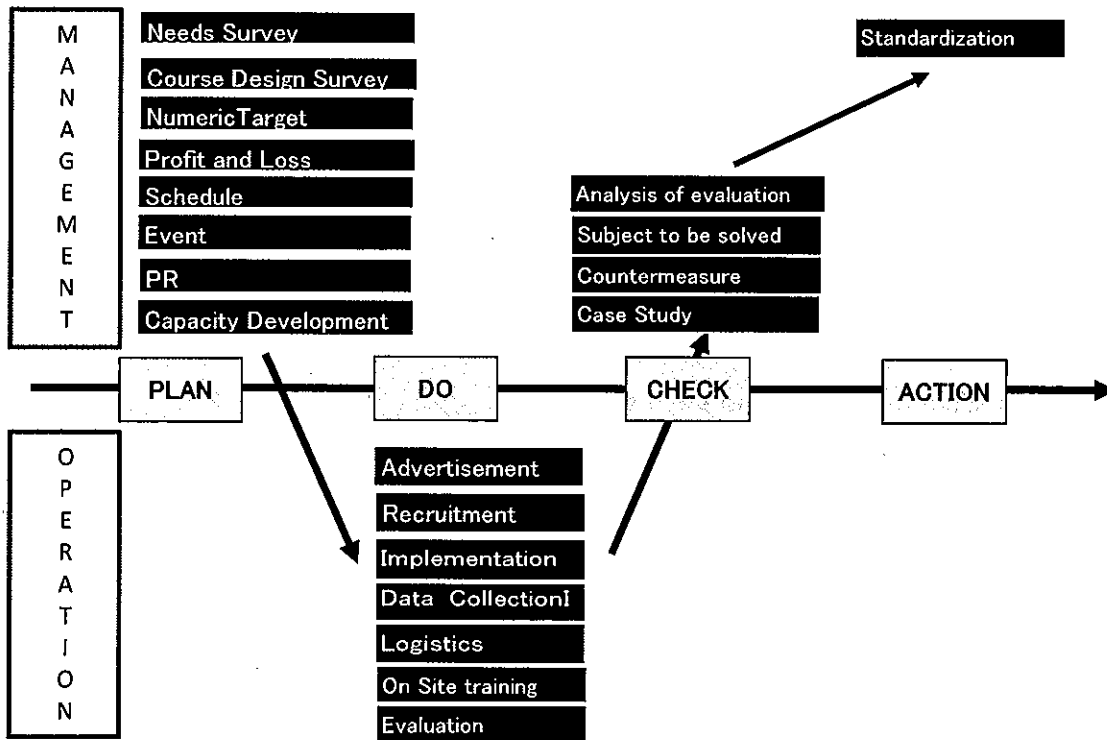 MANAGEMENT
Needs Survey
Course Design Survey
NumericTarget
Profit and Loss
Schedule
Event
PR
Capacity Development
Standardization
Analysis of evaluation
Subject to be solved
Countermeasure
Case Study
PLAN
DO
CHECK
ACTION
OPERATION
Advertisement
Recruitment
Implementation
Data CollectionI
Logistics
On Site training
Evaluation